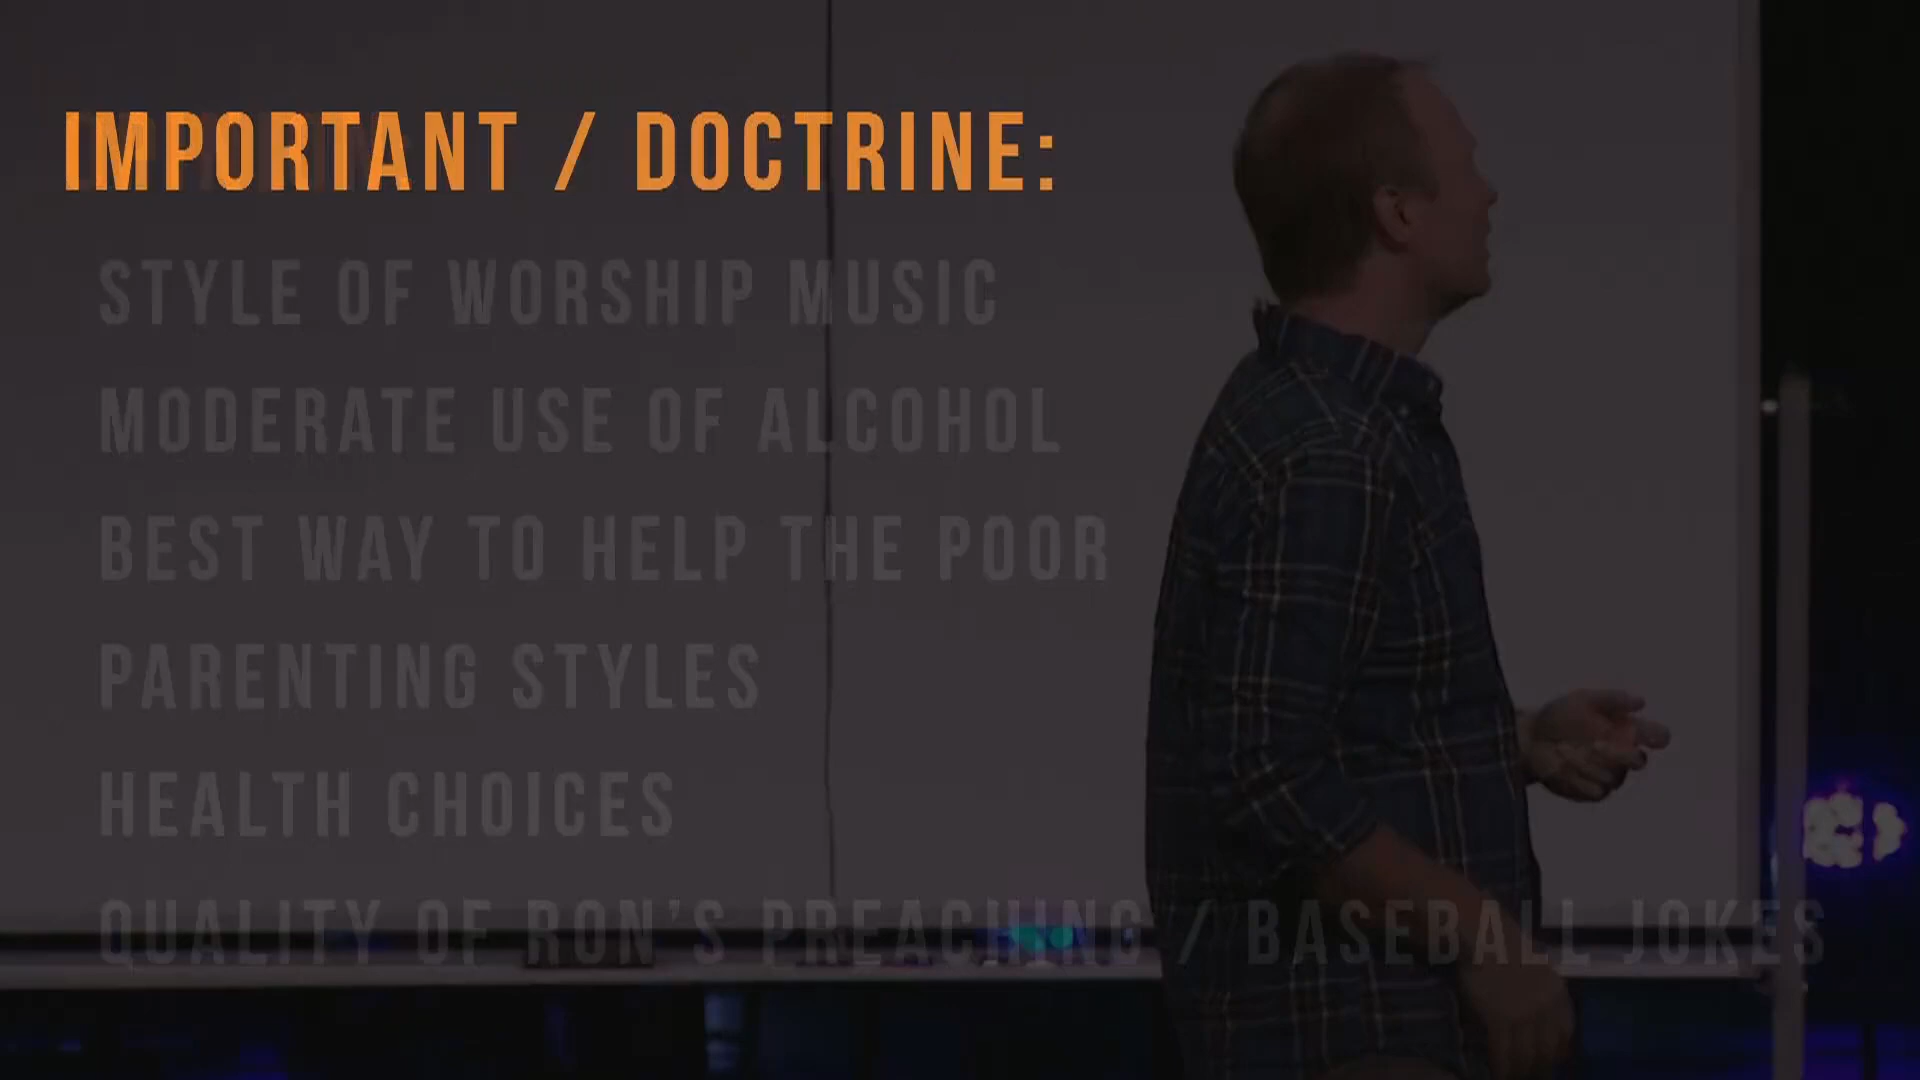 IMPORTANT / DOCTRINE:
STYLE OF WORSHIP MUSIC
MODERATE USE OF ALCOHOL
BEST WAY TO HELP THE POOR
PARENTING STYLES
HEALTH CHOICES
QUALITY OF RON'S PREACHING / BASEBALL JOKES